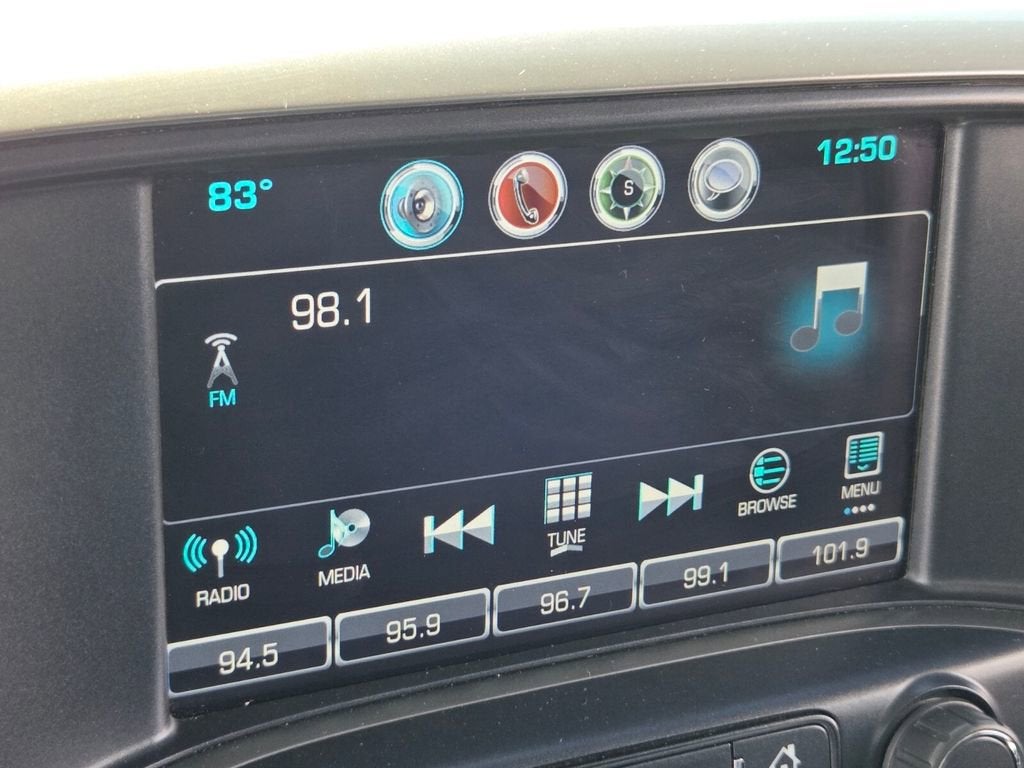 83°
S
12:50
98.1
FM
RADIO
MEDIA
TUNE
BROWSE
MENU
94.5
95.9
96.7
99.1
101.9